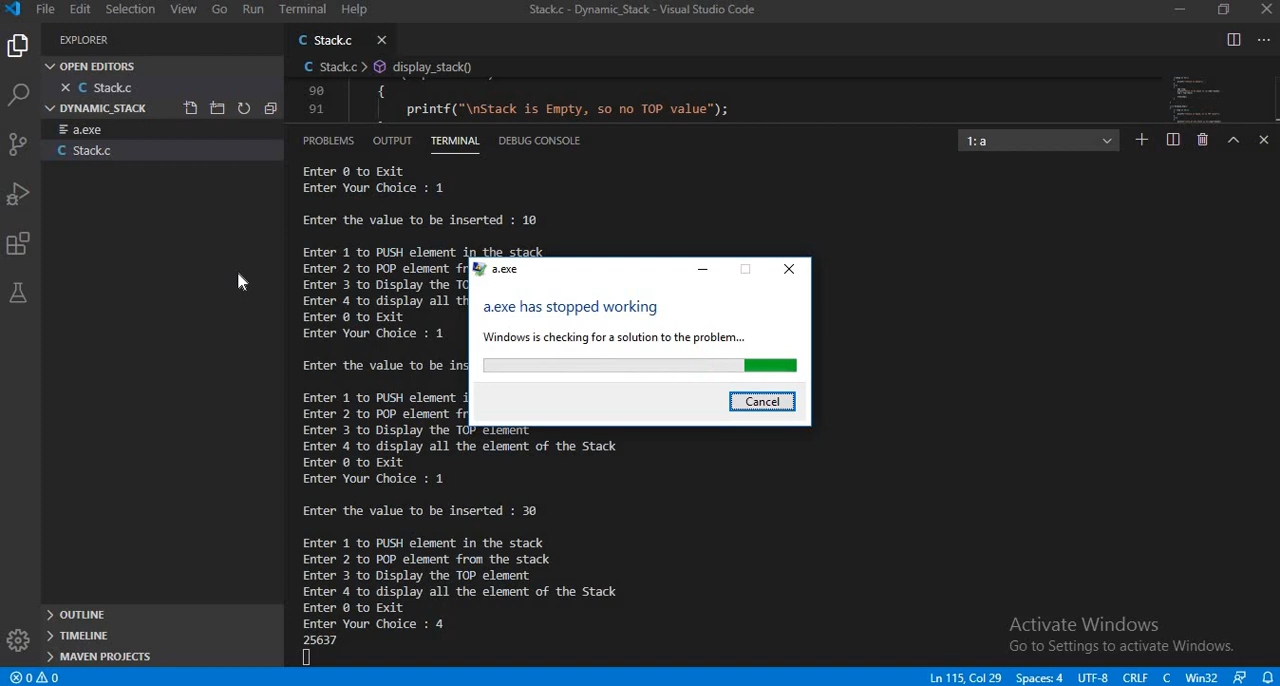 File Edit Selection View Go Run Terminal Help
Stack.c - Dynamic_Stack - Visual Studio Code
EXPLORER
OPEN EDITORS
Stack.c
DYNAMIC_STACK
a.exe
Stack.c
OUTLINE
TIMELINE
MAVEN PROJECTS
Stack.c
Stack.c > display_stack()
90 {
91 printf("\nStack is Empty, so no TOP value");
PROBLEMS OUTPUT TERMINAL DEBUG CONSOLE
1: a
Enter 0 to Exit
Enter Your Choice : 1
Enter the value to be inserted : 10
Enter 1 to PUSH element in the stack
Enter 2 to POP element
Enter 3 to Display the
Enter 4 to display all
Enter 0 to Exit
Enter Your Choice : 1
Enter the value to be
Enter 1 to PUSH element
Enter 2 to POP element
Enter 3 to Display the TOP element
Enter 4 to display all the element of the Stack
Enter 0 to Exit
Enter Your Choice : 1
Enter the value to be inserted : 30
Enter 1 to PUSH element in the stack
Enter 2 to POP element from the stack
Enter 3 to Display the TOP element
Enter 4 to display all the element of the Stack
Enter 0 to Exit
Enter Your Choice : 4
25637
a.exe
a.exe has stopped working
Windows is checking for a solution to the problem...
Cancel
Activate Windows
Go to Settings to activate Windows.
0 0
Ln 115, Col 29 Spaces: 4 UTF-8 CRLF C Win32